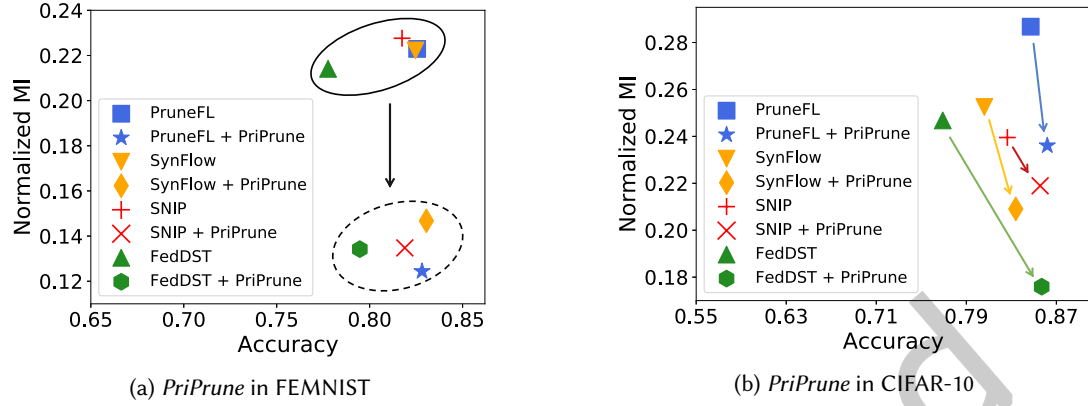 0.24
0.22
0.20
0.18
0.16
0.14
0.12
Normalized MI
PruneFL
PruneFL + PriPrune
SynFlow
SynFlow + PriPrune
SNIP
SNIP + PriPrune
FedDST
FedDST + PriPrune
0.65 0.70 0.75 0.80 0.85
Accuracy
(a) PriPrune in FEMNIST
0.28
0.26
0.24
0.22
0.20
0.18
Normalized MI
PruneFL
PruneFL + PriPrune
SynFlow
SynFlow + PriPrune
SNIP
SNIP + PriPrune
FedDST
FedDST + PriPrune
0.55 0.63 0.71 0.79 0.87
Accuracy
(b) PriPrune in CIFAR-10